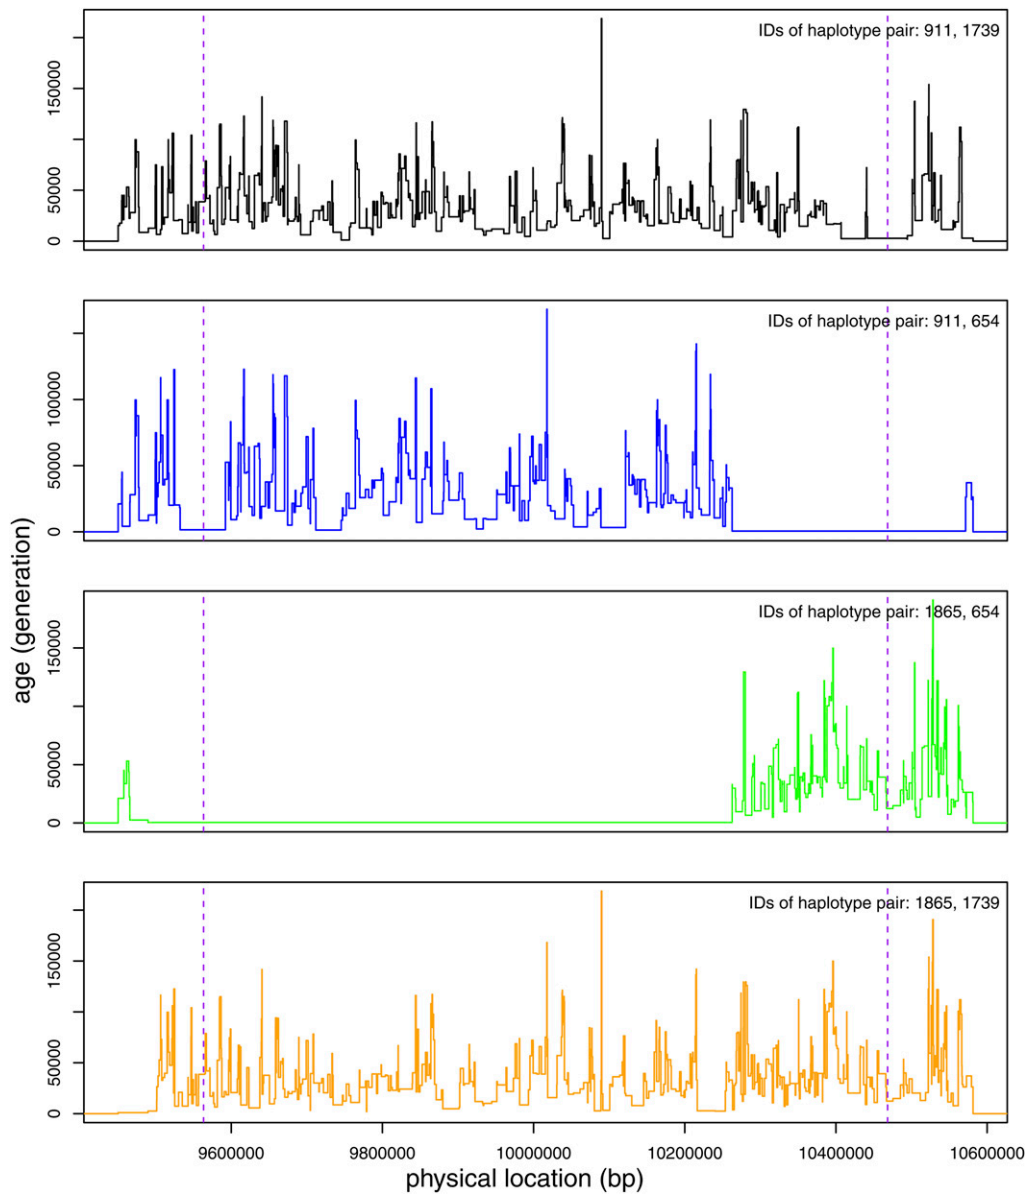 IDs of haplotype pair: 911, 1739
150000
50000
0
IDs of haplotype pair: 911, 654
100000
50000
0
age (generation)
IDs of haplotype pair: 1865, 654
150000
50000
0
IDs of haplotype pair: 1865, 1739
150000
50000
0
9600000 9800000 10000000 10200000 10400000 10600000
physical location (bp)